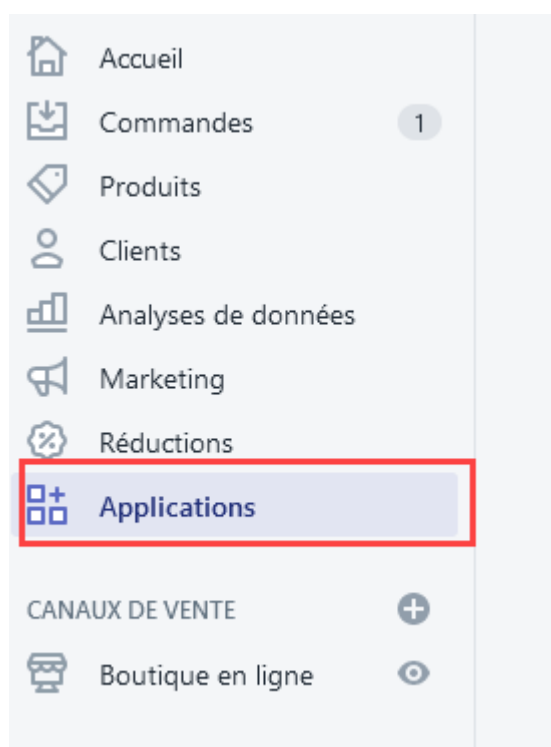 Accueil
Commandes 1
Produits
Clients
Analyses de données
Marketing
Réductions
Applications
CANAUX DE VENTE
Boutique en ligne